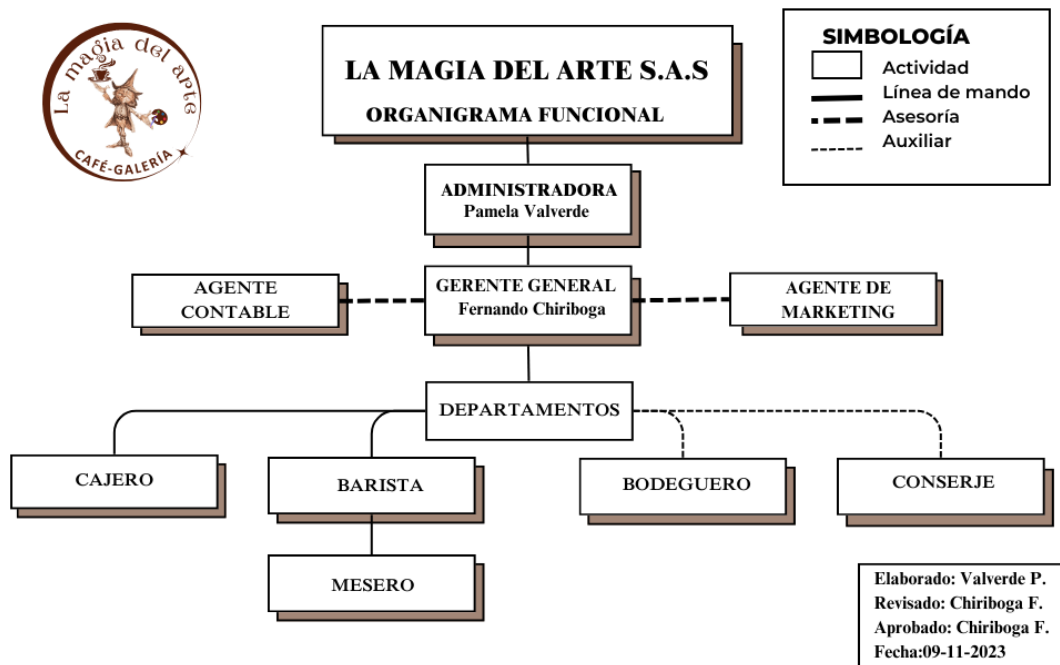 La magia del arte
CAFÉ-GALERÍA
LA MAGIA DEL ARTE S.A.S
ORGANIGRAMA FUNCIONAL
SIMBOLOGÍA
Actividad
Línea de mando
Asesoría
Auxiliar
ADMINISTRADORA
Pamela Valverde
AGENTE
CONTABLE
GERENTE GENERAL
Fernando Chiriboga
AGENTE DE
MARKETING
DEPARTAMENTOS
CAJERO
BARISTA
BODEGUERO
CONSERJE
MESERO
Elaborado: Valverde P.
Revisado: Chiriboga F.
Aprobado: Chiriboga F.
Fecha:09-11-2023